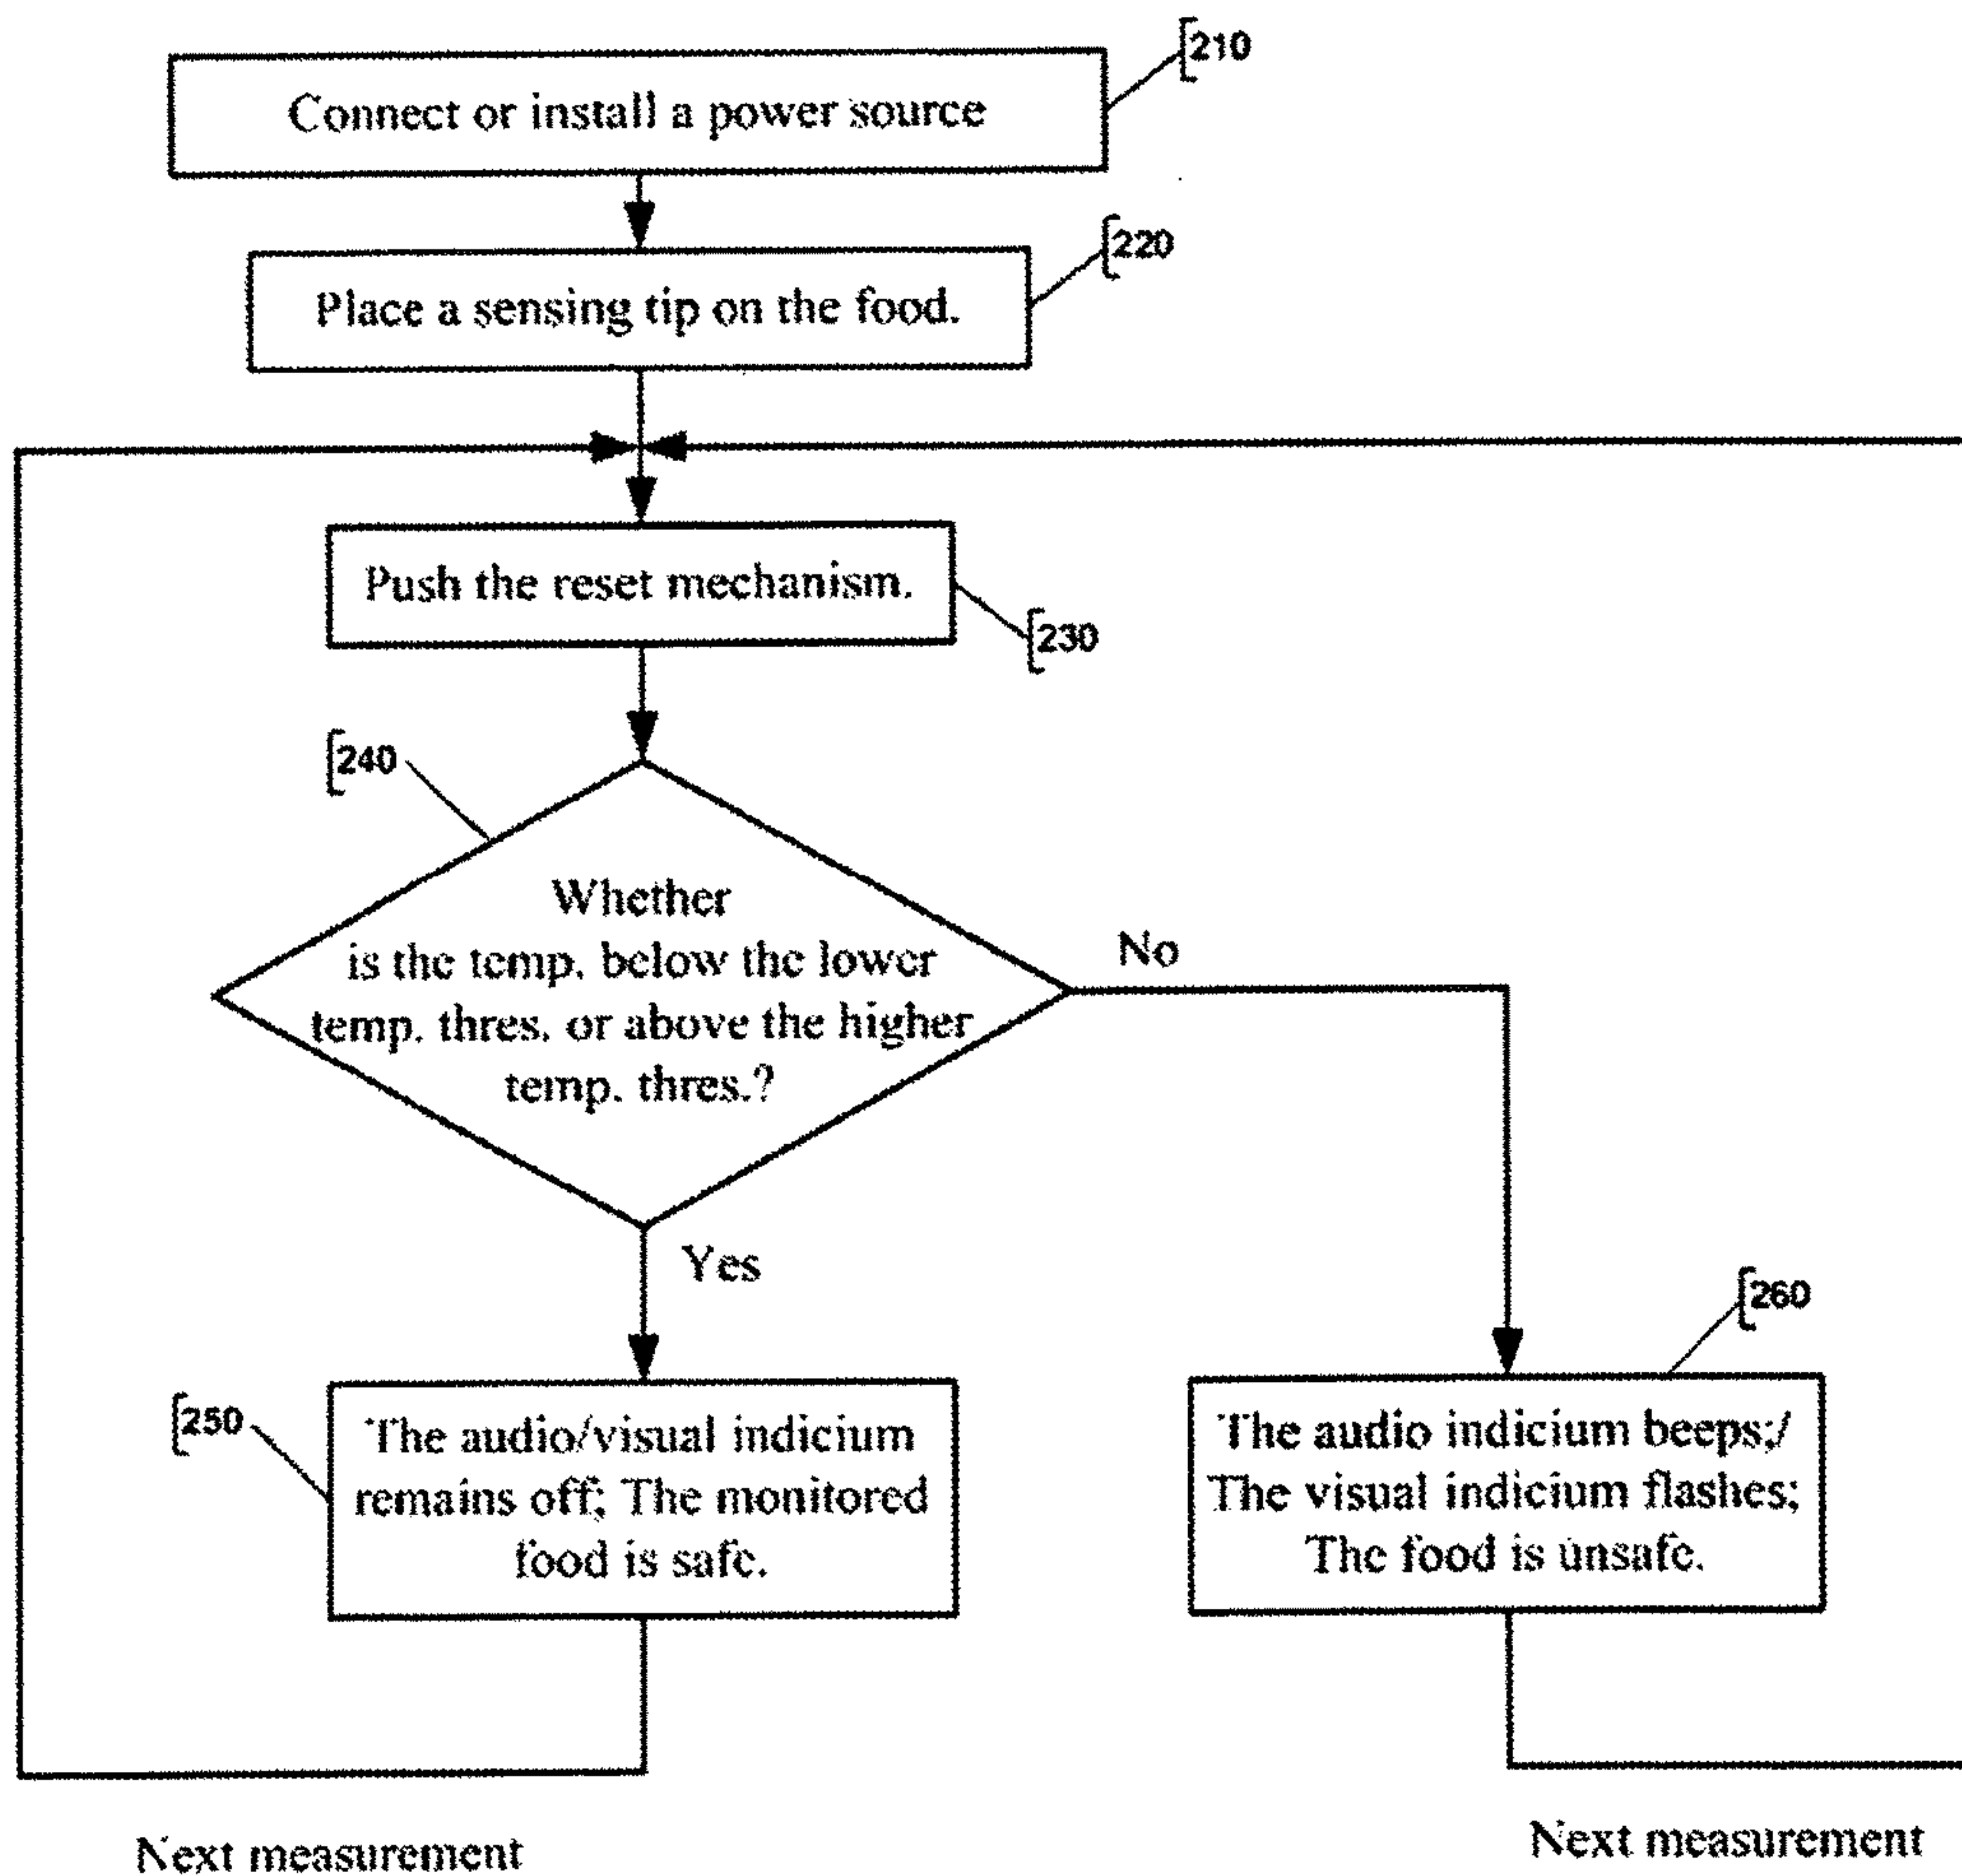 210
Connect or install a power source
220
Place a sensing tip on the food.
Push the reset mechanism.
230
240
Whether
is the temp. below the lower
temp. thres. or above the higher
temp. thres.?
No
Yes
260
250
The audio/visual indicium
remains off; The monitored
food is safe.
The audio indicium beeps;/
The visual indicium flashes;
The food is unsafe.
Next measurement
Next measurement